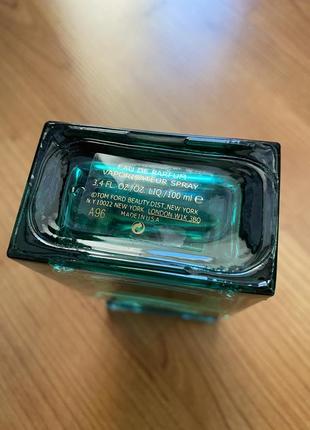 EAU DE PARFUM
VAPORISATEUR SPRAY
3.4 FL. OZ./OZ. LIQ./100 ml ℮
©TOM FORD BEAUTY, DIST., NEW YORK
N.Y 10022 NEW YORK, LONDON W1K 3BQ
A96 MADE IN USA